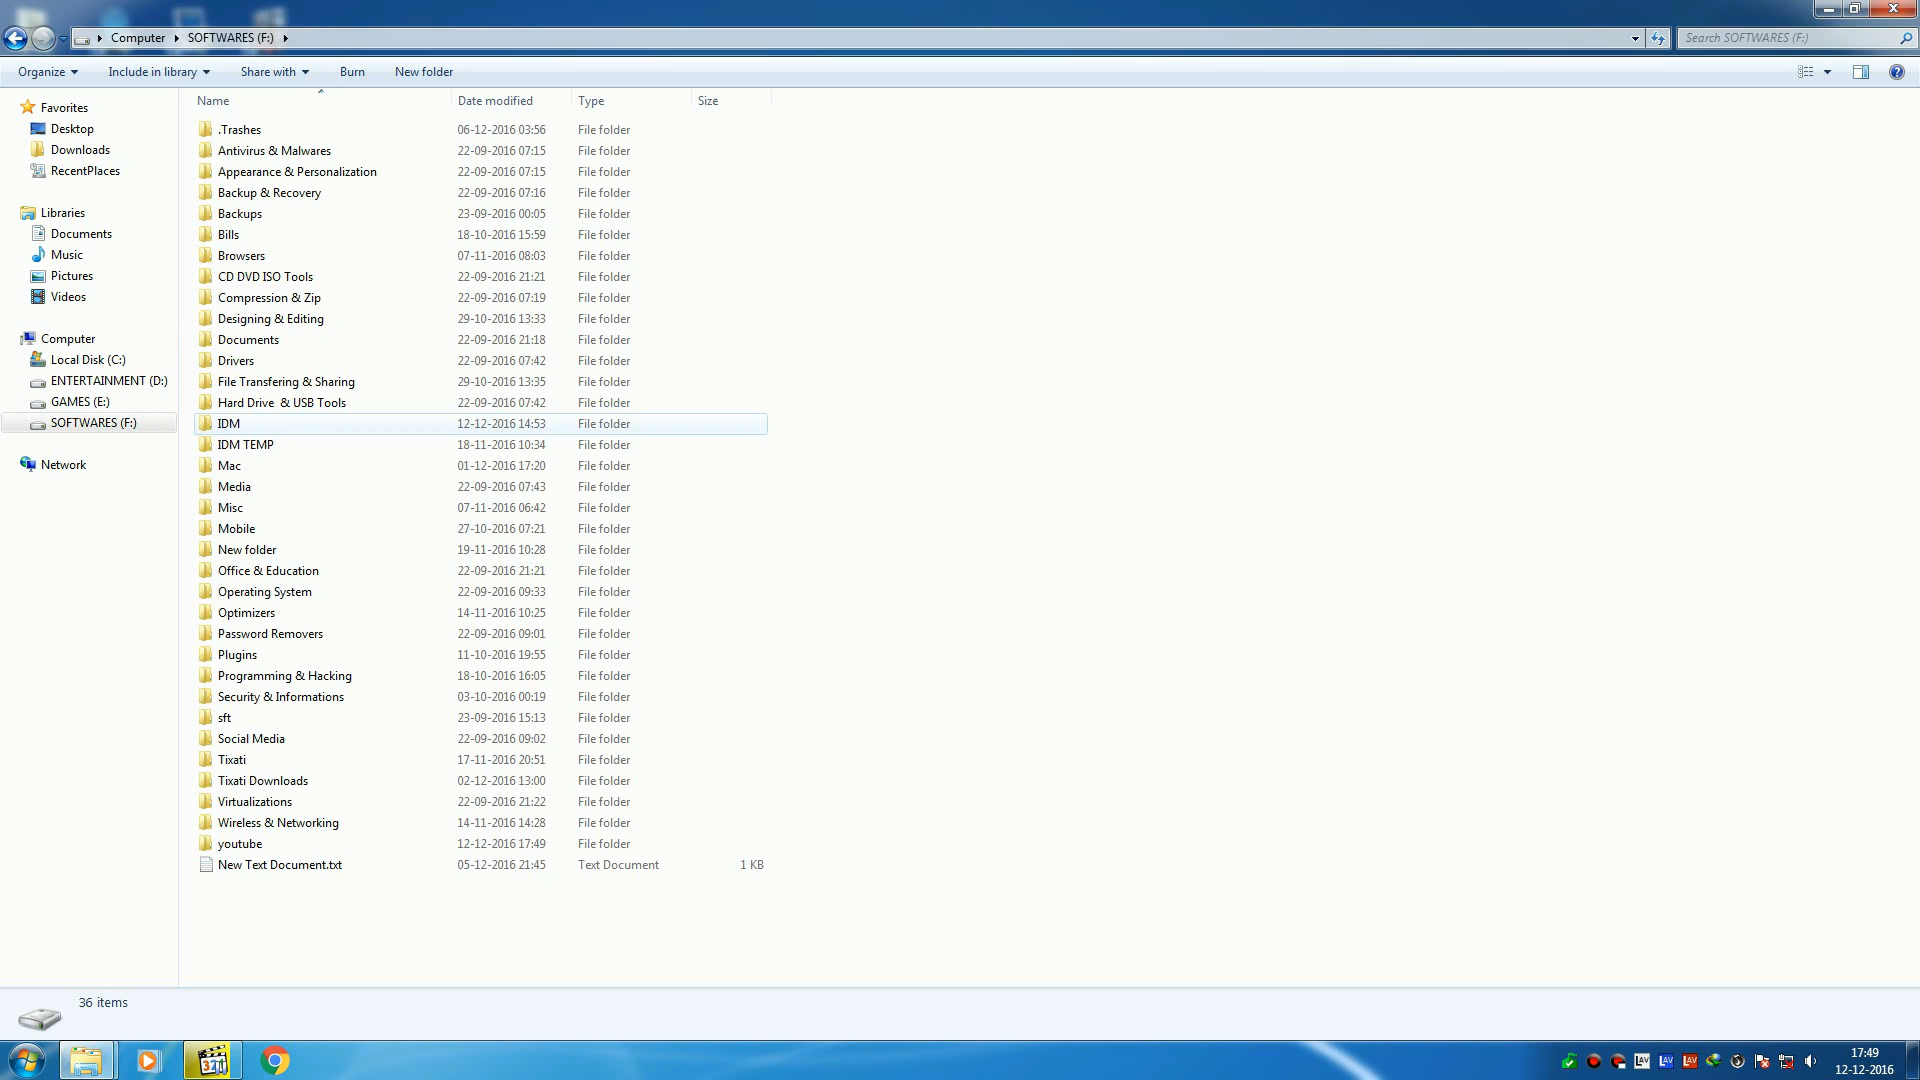 Computer SOFTWARES (F:)
Search SOFTWARES (F:)
Organize Include in library Share with Burn New folder
Name Date modified Type Size
Favorites
Desktop
Downloads
RecentPlaces
Libraries
Documents
Music
Pictures
Videos
Computer
Local Disk (C:)
ENTERTAINMENT (D:)
GAMES (E:)
SOFTWARES (F:)
Network
.Trashes 06-12-2016 03:56 File folder
Antivirus & Malwares 22-09-2016 07:15 File folder
Appearance & Personalization 22-09-2016 07:15 File folder
Backup & Recovery 22-09-2016 07:16 File folder
Backups 23-09-2016 00:05 File folder
Bills 18-10-2016 15:59 File folder
Browsers 07-11-2016 08:03 File folder
CD DVD ISO Tools 22-09-2016 21:21 File folder
Compression & Zip 22-09-2016 07:19 File folder
Designing & Editing 29-10-2016 13:33 File folder
Documents 22-09-2016 21:18 File folder
Drivers 22-09-2016 07:42 File folder
File Transfering & Sharing 29-10-2016 13:35 File folder
Hard Drive  & USB Tools 22-09-2016 07:42 File folder
IDM 12-12-2016 14:53 File folder
IDM TEMP 18-11-2016 10:34 File folder
Mac 01-12-2016 17:20 File folder
Media 22-09-2016 07:43 File folder
Misc 07-11-2016 06:42 File folder
Mobile 27-10-2016 07:21 File folder
New folder 19-11-2016 10:28 File folder
Office & Education 22-09-2016 21:21 File folder
Operating System 22-09-2016 09:33 File folder
Optimizers 14-11-2016 10:25 File folder
Password Removers 22-09-2016 09:01 File folder
Plugins 11-10-2016 19:55 File folder
Programming & Hacking 18-10-2016 16:05 File folder
Security & Informations 03-10-2016 00:19 File folder
sft 23-09-2016 15:13 File folder
Social Media 22-09-2016 09:02 File folder
Tixati 17-11-2016 20:51 File folder
Tixati Downloads 02-12-2016 13:00 File folder
Virtualizations 22-09-2016 21:22 File folder
Wireless & Networking 14-11-2016 14:28 File folder
youtube 12-12-2016 17:49 File folder
New Text Document.txt 05-12-2016 21:45 Text Document 1 KB
36 items
321
LAV LAV LAV
17:49
12-12-2016